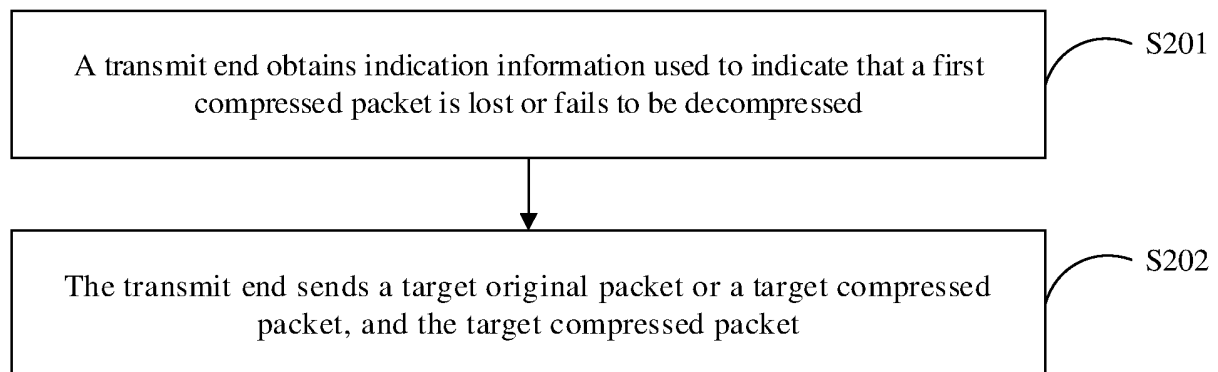 A transmit end obtains indication information used to indicate that a first
compressed packet is lost or fails to be decompressed
S201
The transmit end sends a target original packet or a target compressed
packet, and the target compressed packet
S202